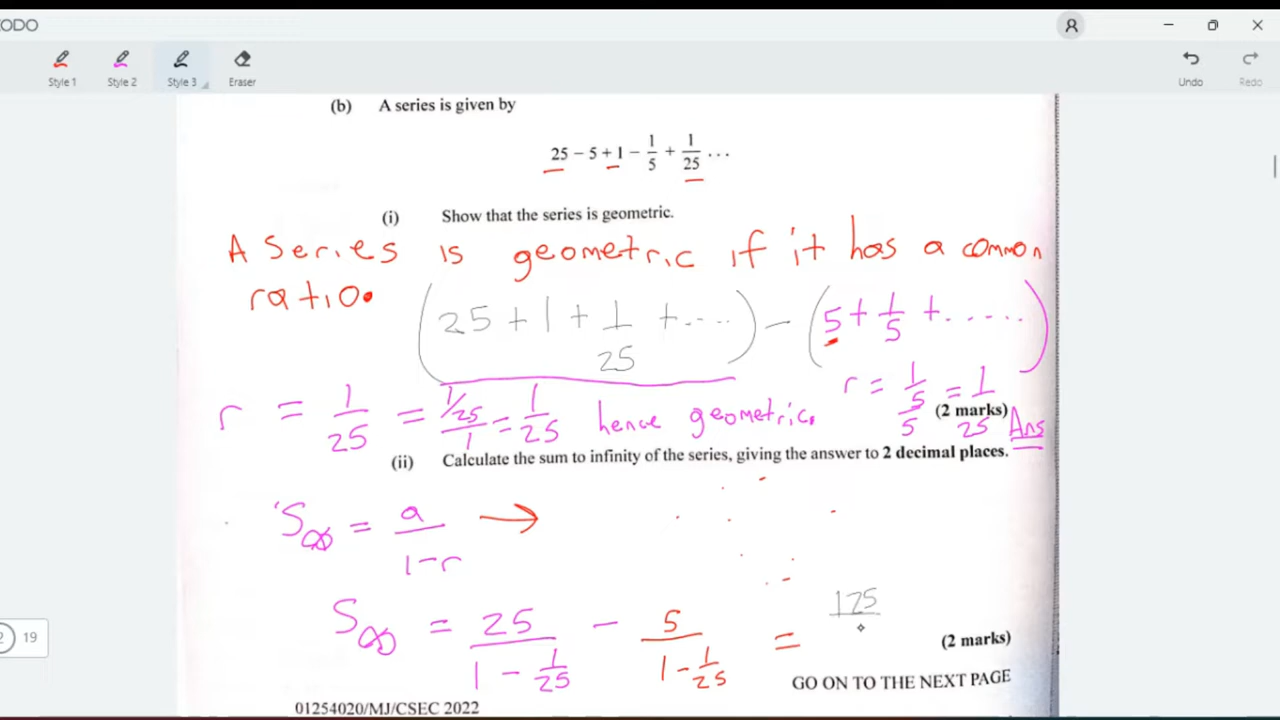 ODO
Style 1 Style 2 Style 3 Eraser Undo Redo
(b) A series is given by
25 − 5 + 1 − 1/5 + 1/25 ...
(i) Show that the series is geometric.
A Series is geometric if it has a common
ratio.
(25 + 1 + 1/25 + ....) − (5 + 1/5 + .....)
r = 1/25 = 1/25/1 = 1/25 hence geometric.
r = 1/5/5 = 1/25 Ans
(2 marks)
(ii) Calculate the sum to infinity of the series, giving the answer to 2 decimal places.
S∞ = a/1−r →
S∞ = 25/1 − 1/25 − 5/1 − 1/25 = 125
(2 marks)
2 19
GO ON TO THE NEXT PAGE
01254020/MJ/CSEC 2022